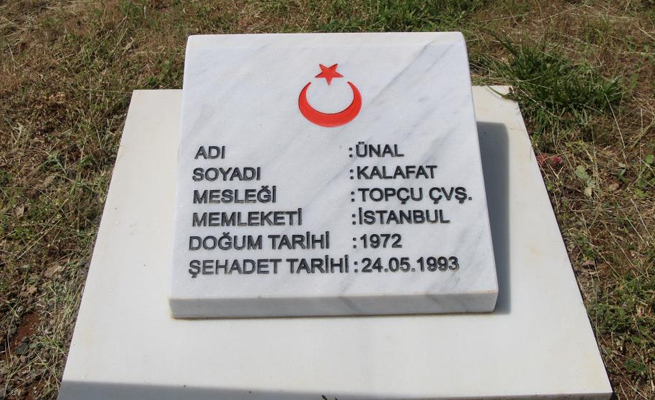 ADI :ÜNAL
SOYADI :KALAFAT
MESLEĞİ :TOPÇU ÇVŞ.
MEMLEKETİ :İSTANBUL
DOĞUM TARİHİ :1972
ŞEHADET TARİHİ :24.05.1993